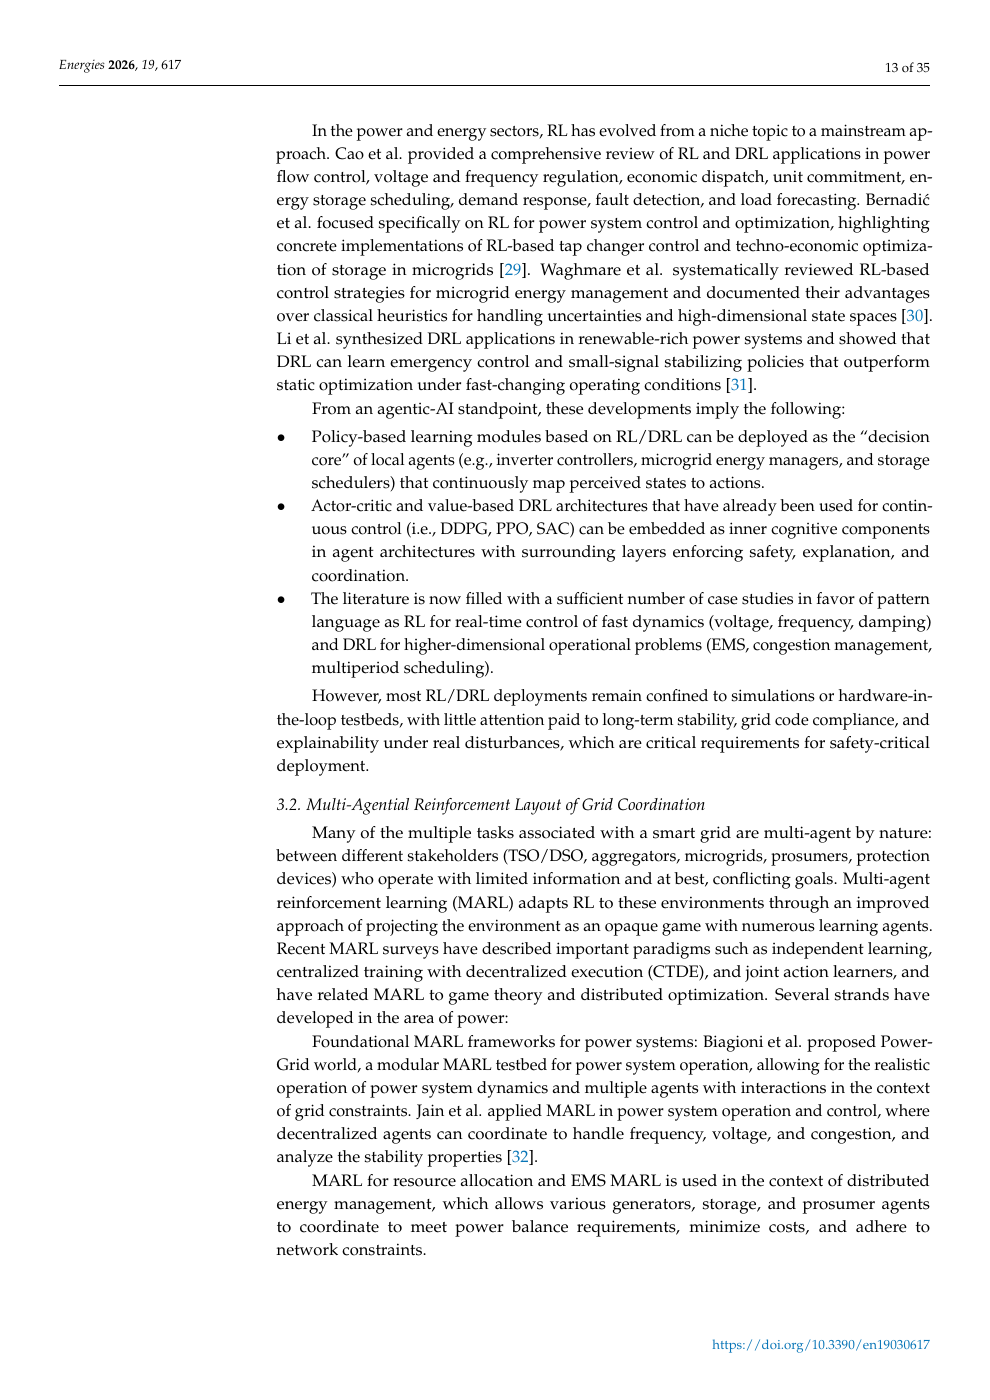 Energies 2026, 19, 617
13 of 35
In the power and energy sectors, RL has evolved from a niche topic to a mainstream ap-
proach. Cao et al. provided a comprehensive review of RL and DRL applications in power
flow control, voltage and frequency regulation, economic dispatch, unit commitment, en-
ergy storage scheduling, demand response, fault detection, and load forecasting. Bernadić
et al. focused specifically on RL for power system control and optimization, highlighting
concrete implementations of RL-based tap changer control and techno-economic optimiza-
tion of storage in microgrids [29]. Waghmare et al. systematically reviewed RL-based
control strategies for microgrid energy management and documented their advantages
over classical heuristics for handling uncertainties and high-dimensional state spaces [30].
Li et al. synthesized DRL applications in renewable-rich power systems and showed that
DRL can learn emergency control and small-signal stabilizing policies that outperform
static optimization under fast-changing operating conditions [31].
From an agentic-AI standpoint, these developments imply the following:
● Policy-based learning modules based on RL/DRL can be deployed as the “decision
core” of local agents (e.g., inverter controllers, microgrid energy managers, and storage
schedulers) that continuously map perceived states to actions.
● Actor-critic and value-based DRL architectures that have already been used for contin-
uous control (i.e., DDPG, PPO, SAC) can be embedded as inner cognitive components
in agent architectures with surrounding layers enforcing safety, explanation, and
coordination.
● The literature is now filled with a sufficient number of case studies in favor of pattern
language as RL for real-time control of fast dynamics (voltage, frequency, damping)
and DRL for higher-dimensional operational problems (EMS, congestion management,
multiperiod scheduling).
However, most RL/DRL deployments remain confined to simulations or hardware-in-
the-loop testbeds, with little attention paid to long-term stability, grid code compliance, and
explainability under real disturbances, which are critical requirements for safety-critical
deployment.
3.2. Multi-Agential Reinforcement Layout of Grid Coordination
Many of the multiple tasks associated with a smart grid are multi-agent by nature:
between different stakeholders (TSO/DSO, aggregators, microgrids, prosumers, protection
devices) who operate with limited information and at best, conflicting goals. Multi-agent
reinforcement learning (MARL) adapts RL to these environments through an improved
approach of projecting the environment as an opaque game with numerous learning agents.
Recent MARL surveys have described important paradigms such as independent learning,
centralized training with decentralized execution (CTDE), and joint action learners, and
have related MARL to game theory and distributed optimization. Several strands have
developed in the area of power:
Foundational MARL frameworks for power systems: Biagioni et al. proposed Power-
Grid world, a modular MARL testbed for power system operation, allowing for the realistic
operation of power system dynamics and multiple agents with interactions in the context
of grid constraints. Jain et al. applied MARL in power system operation and control, where
decentralized agents can coordinate to handle frequency, voltage, and congestion, and
analyze the stability properties [32].
MARL for resource allocation and EMS MARL is used in the context of distributed
energy management, which allows various generators, storage, and prosumer agents
to coordinate to meet power balance requirements, minimize costs, and adhere to
network constraints.
https://doi.org/10.3390/en19030617